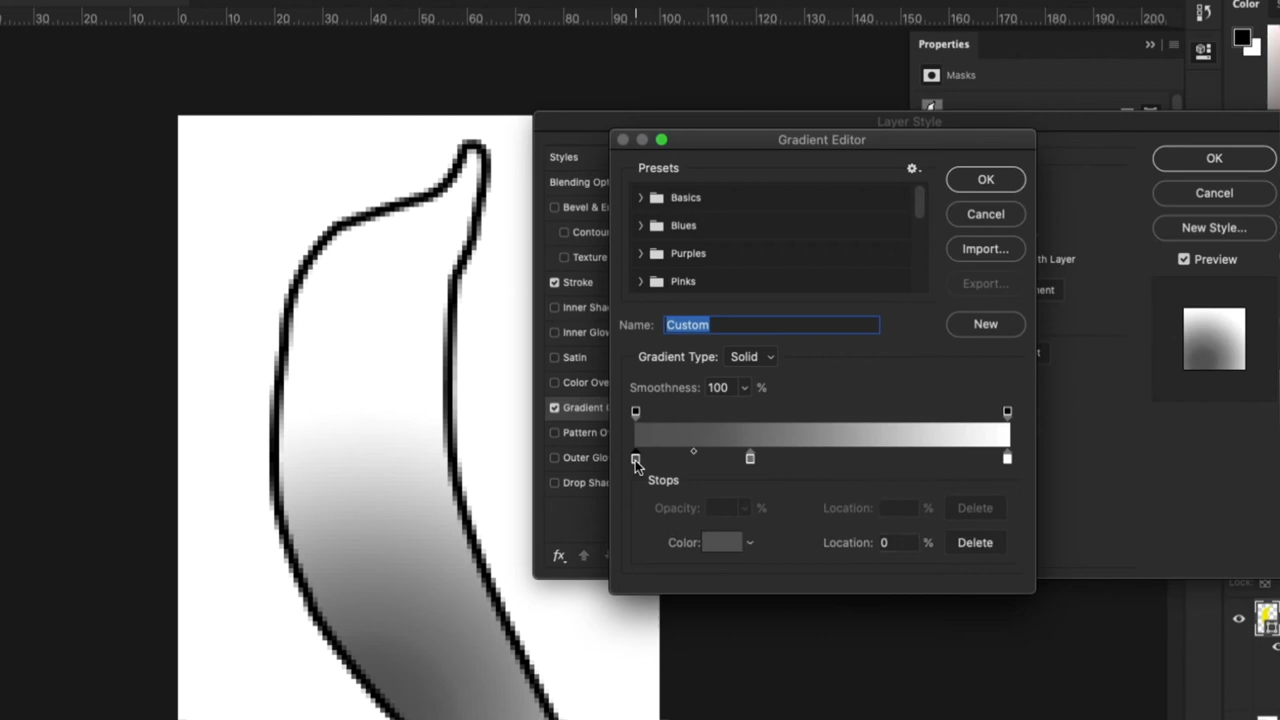 30 20 10 0 10 20 30 40 50 60 70 80 90 100 110 120 130 140 150 160 170 180 190 200
Color
Properties
Masks
Layer Style
Gradient Editor
Styles
Blending Opt
Bevel & E
Contou
Texture
Stroke
Inner Sha
Inner Glow
Satin
Color Ove
Gradient
Pattern O
Outer Glo
Drop Shad
fx
Presets
Basics
Blues
Purples
Pinks
OK
Cancel
Import...
Export...
Name: Custom
New
Gradient Type: Solid
Smoothness: 100 %
Stops
Opacity: % Location: % Delete
Color: Location: 0 % Delete
th Layer
ent
t
OK
Cancel
New Style...
Preview
Lock: